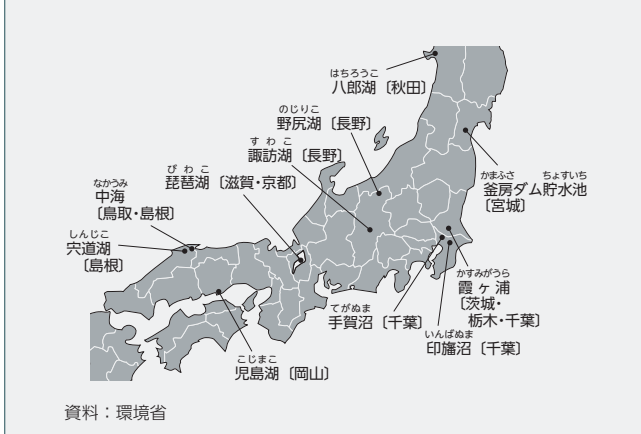 はちろうこ
八郎湖〔秋田〕
のじりこ
野尻湖〔長野〕
すわこ
諏訪湖〔長野〕
びわこ
琵琶湖〔滋賀・京都〕
なかうみ
中海
〔鳥取・島根〕
しんじこ
宍道湖
〔島根〕
かまふさ ちょすいち
釜房ダム貯水池
〔宮城〕
かすみがうら
霞ヶ浦
〔茨城・
栃木・千葉〕
てがぬま
手賀沼〔千葉〕
いんばぬま
印旛沼〔千葉〕
こじまこ
児島湖〔岡山〕
資料：環境省